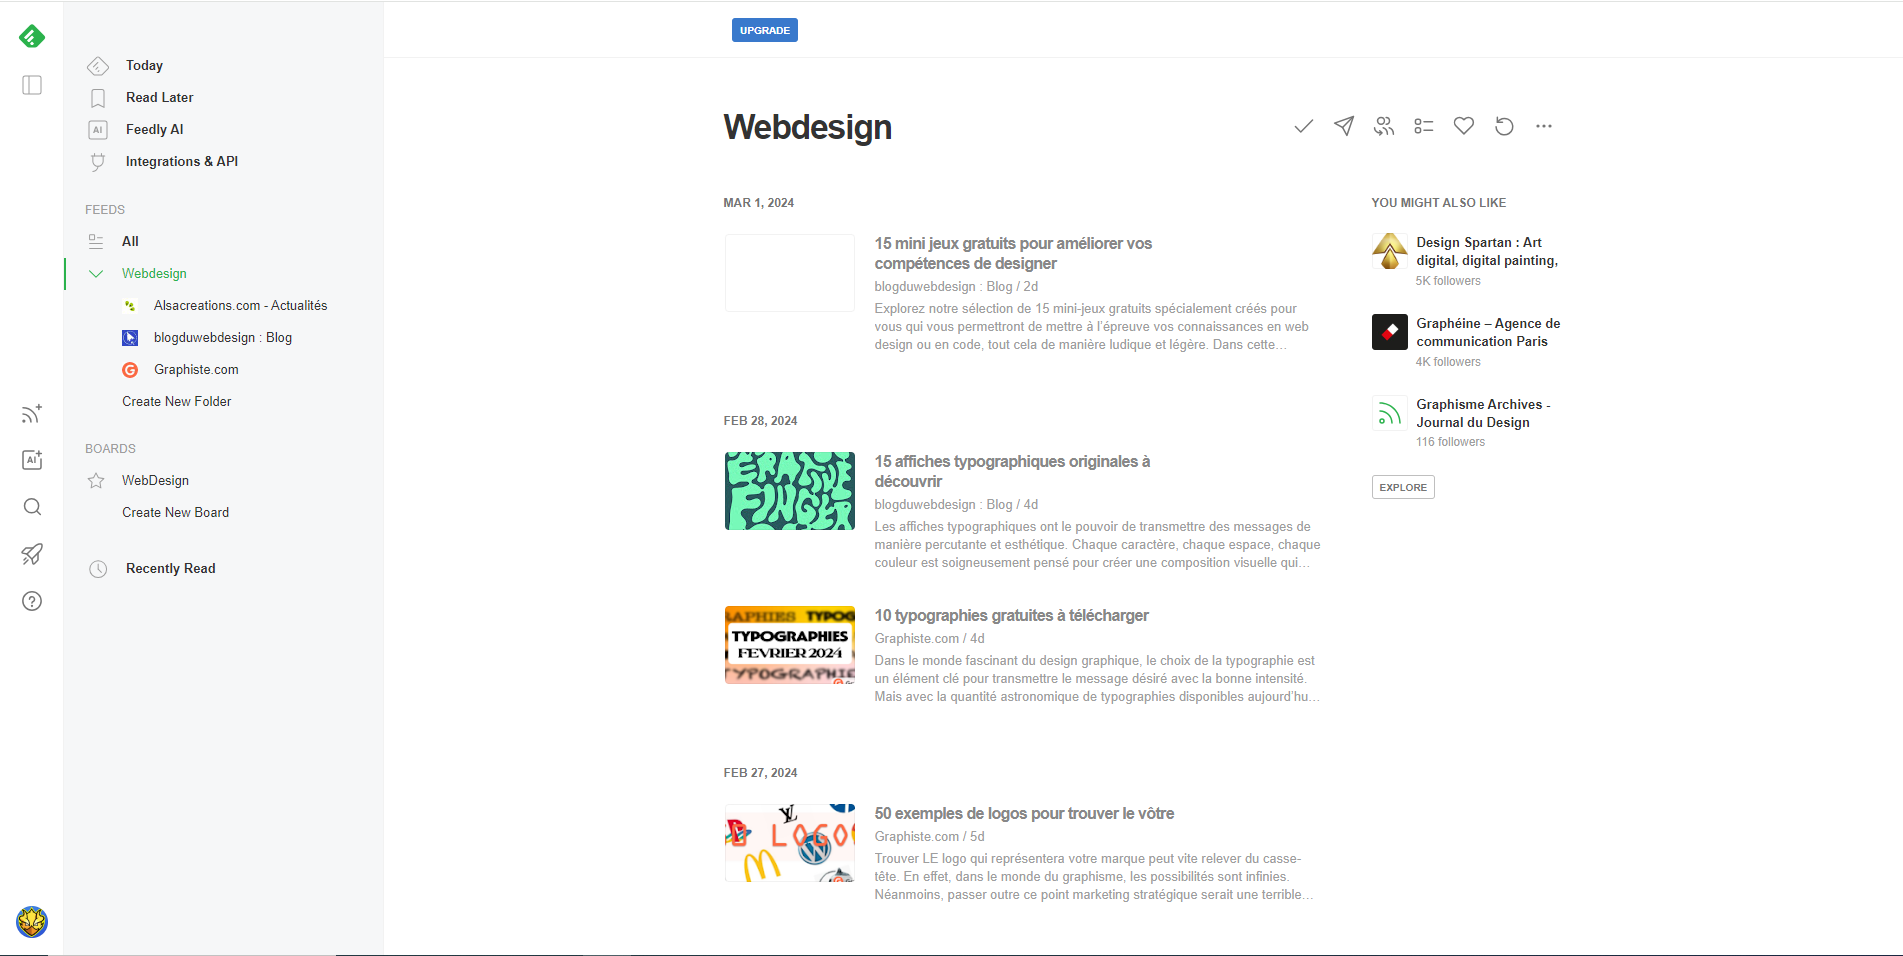 UPGRADE
Today
Read Later
AI
Feedly AI
Integrations & API
FEEDS
All
Webdesign
Alsacreations.com - Actualités
blogduwebdesign : Blog
G
Graphiste.com
Create New Folder
BOARDS
WebDesign
Create New Board
Recently Read
AI
Webdesign
MAR 1, 2024
15 mini jeux gratuits pour améliorer vos
compétences de designer
blogduwebdesign : Blog / 2d
Explorez notre sélection de 15 mini-jeux gratuits spécialement créés pour
vous qui vous permettront de mettre à l'épreuve vos connaissances en web
design ou en code, tout cela de manière ludique et légère. Dans cette…
FEB 28, 2024
FINGER
15 affiches typographiques originales à
découvrir
blogduwebdesign : Blog / 4d
Les affiches typographiques ont le pouvoir de transmettre des messages de
manière percutante et esthétique. Chaque caractère, chaque espace, chaque
couleur est soigneusement pensé pour créer une composition visuelle qui…
RAPHIES TYPOG
TYPOGRAPHIES
FEVRIER 2024
TYPOGRAPHIE
10 typographies gratuites à télécharger
Graphiste.com / 4d
Dans le monde fascinant du design graphique, le choix de la typographie est
un élément clé pour transmettre le message désiré avec la bonne intensité.
Mais avec la quantité astronomique de typographies disponibles aujourd'hu…
FEB 27, 2024
LOGO
50 exemples de logos pour trouver le vôtre
Graphiste.com / 5d
Trouver LE logo qui représentera votre marque peut vite relever du casse-
tête. En effet, dans le monde du graphisme, les possibilités sont infinies.
Néanmoins, passer outre ce point marketing stratégique serait une terrible…
YOU MIGHT ALSO LIKE
Design Spartan : Art
digital, digital painting,
5K followers
Graphéine – Agence de
communication Paris
4K followers
Graphisme Archives -
Journal du Design
116 followers
EXPLORE